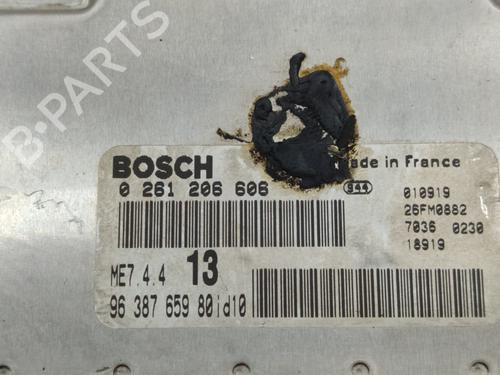 B-PARTS
BOSCH
ade in France
0 261 206 606
944
010919
26FM0882
7036 0230
18919
ME7.4.4 13
96 387 659 80id10